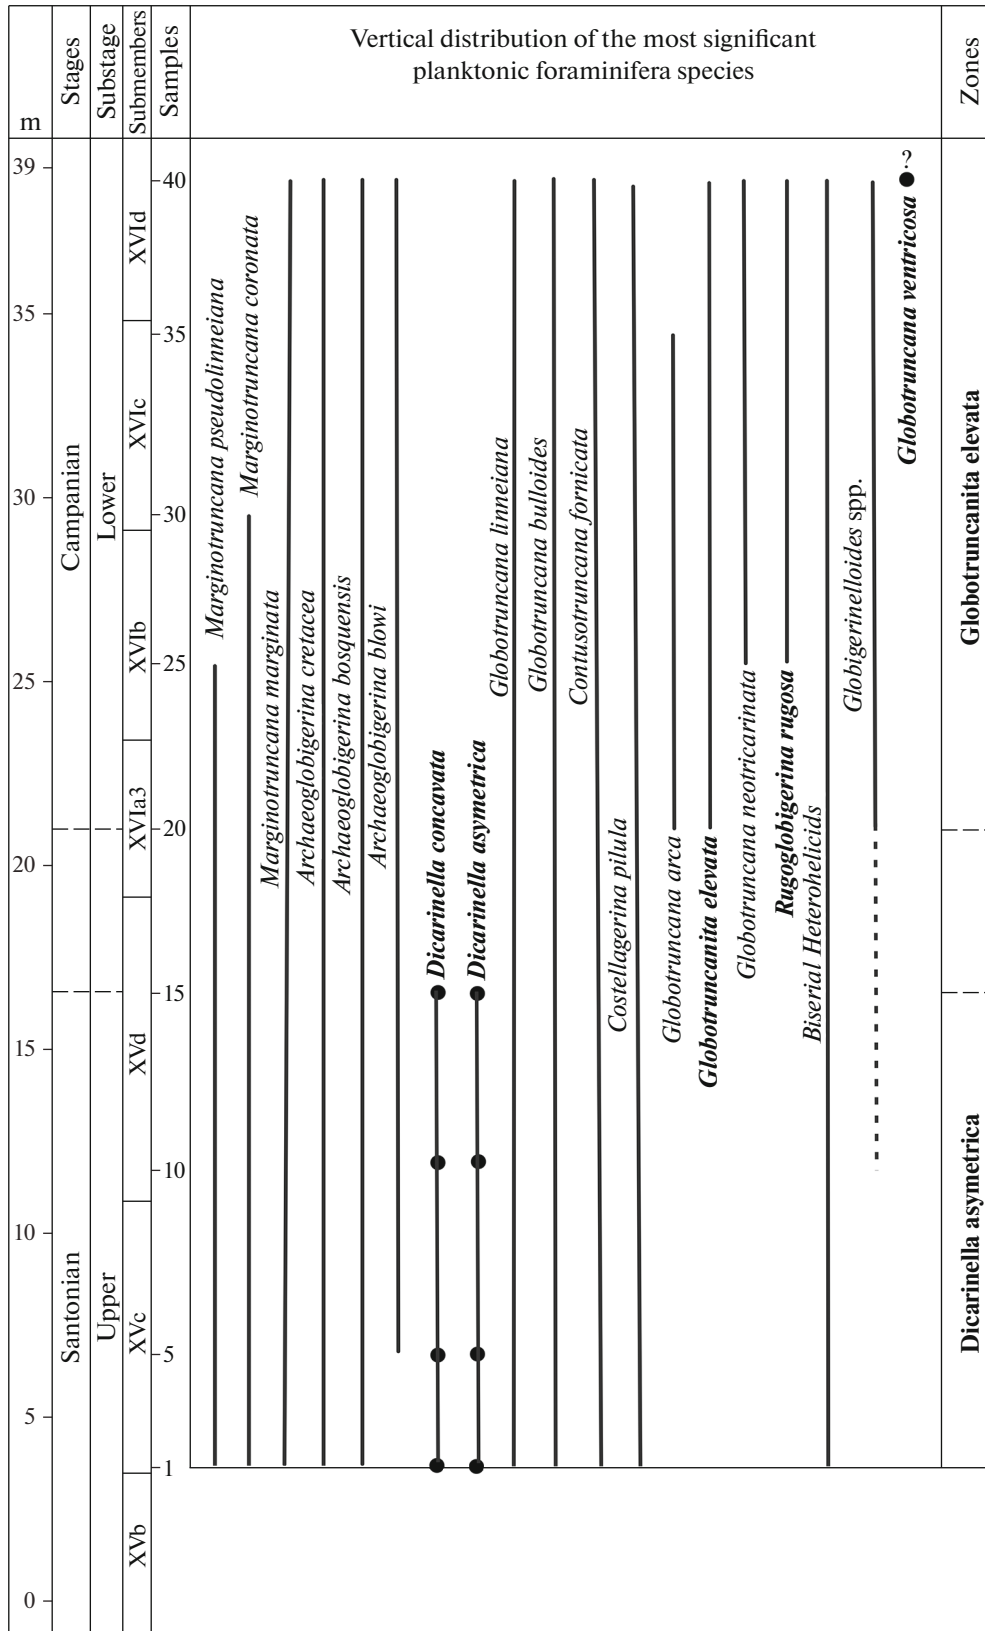 m
Stages
Substage
Submembers
Samples
Vertical distribution of the most significant
planktonic foraminifera species
Zones
39
35
30
25
20
15
10
5
0
Campanian
Santonian
Lower
Upper
XVId
XVIc
XVIb
XVIa3
XVd
XVc
XVb
40
35
30
25
20
15
10
5
1
Marginotruncana pseudolinneiana
Marginotruncana coronata
Marginotruncana marginata
Archaeoglobigerina cretacea
Archaeoglobigerina bosquensis
Archaeoglobigerina blowi
Dicarinella concavata
Dicarinella asymetrica
Globotruncana linneiana
Globotruncana bulloides
Contusotruncana fornicata
Costellagerina pilula
Globotruncana arca
Globotruncanita elevata
Globotruncana neotricarinata
Rugoglobigerina rugosa
Biserial Heterohelicids
Globigerinelloides spp.
?
Globotruncana ventricosa
Globotruncanita elevata
Dicarinella asymetrica